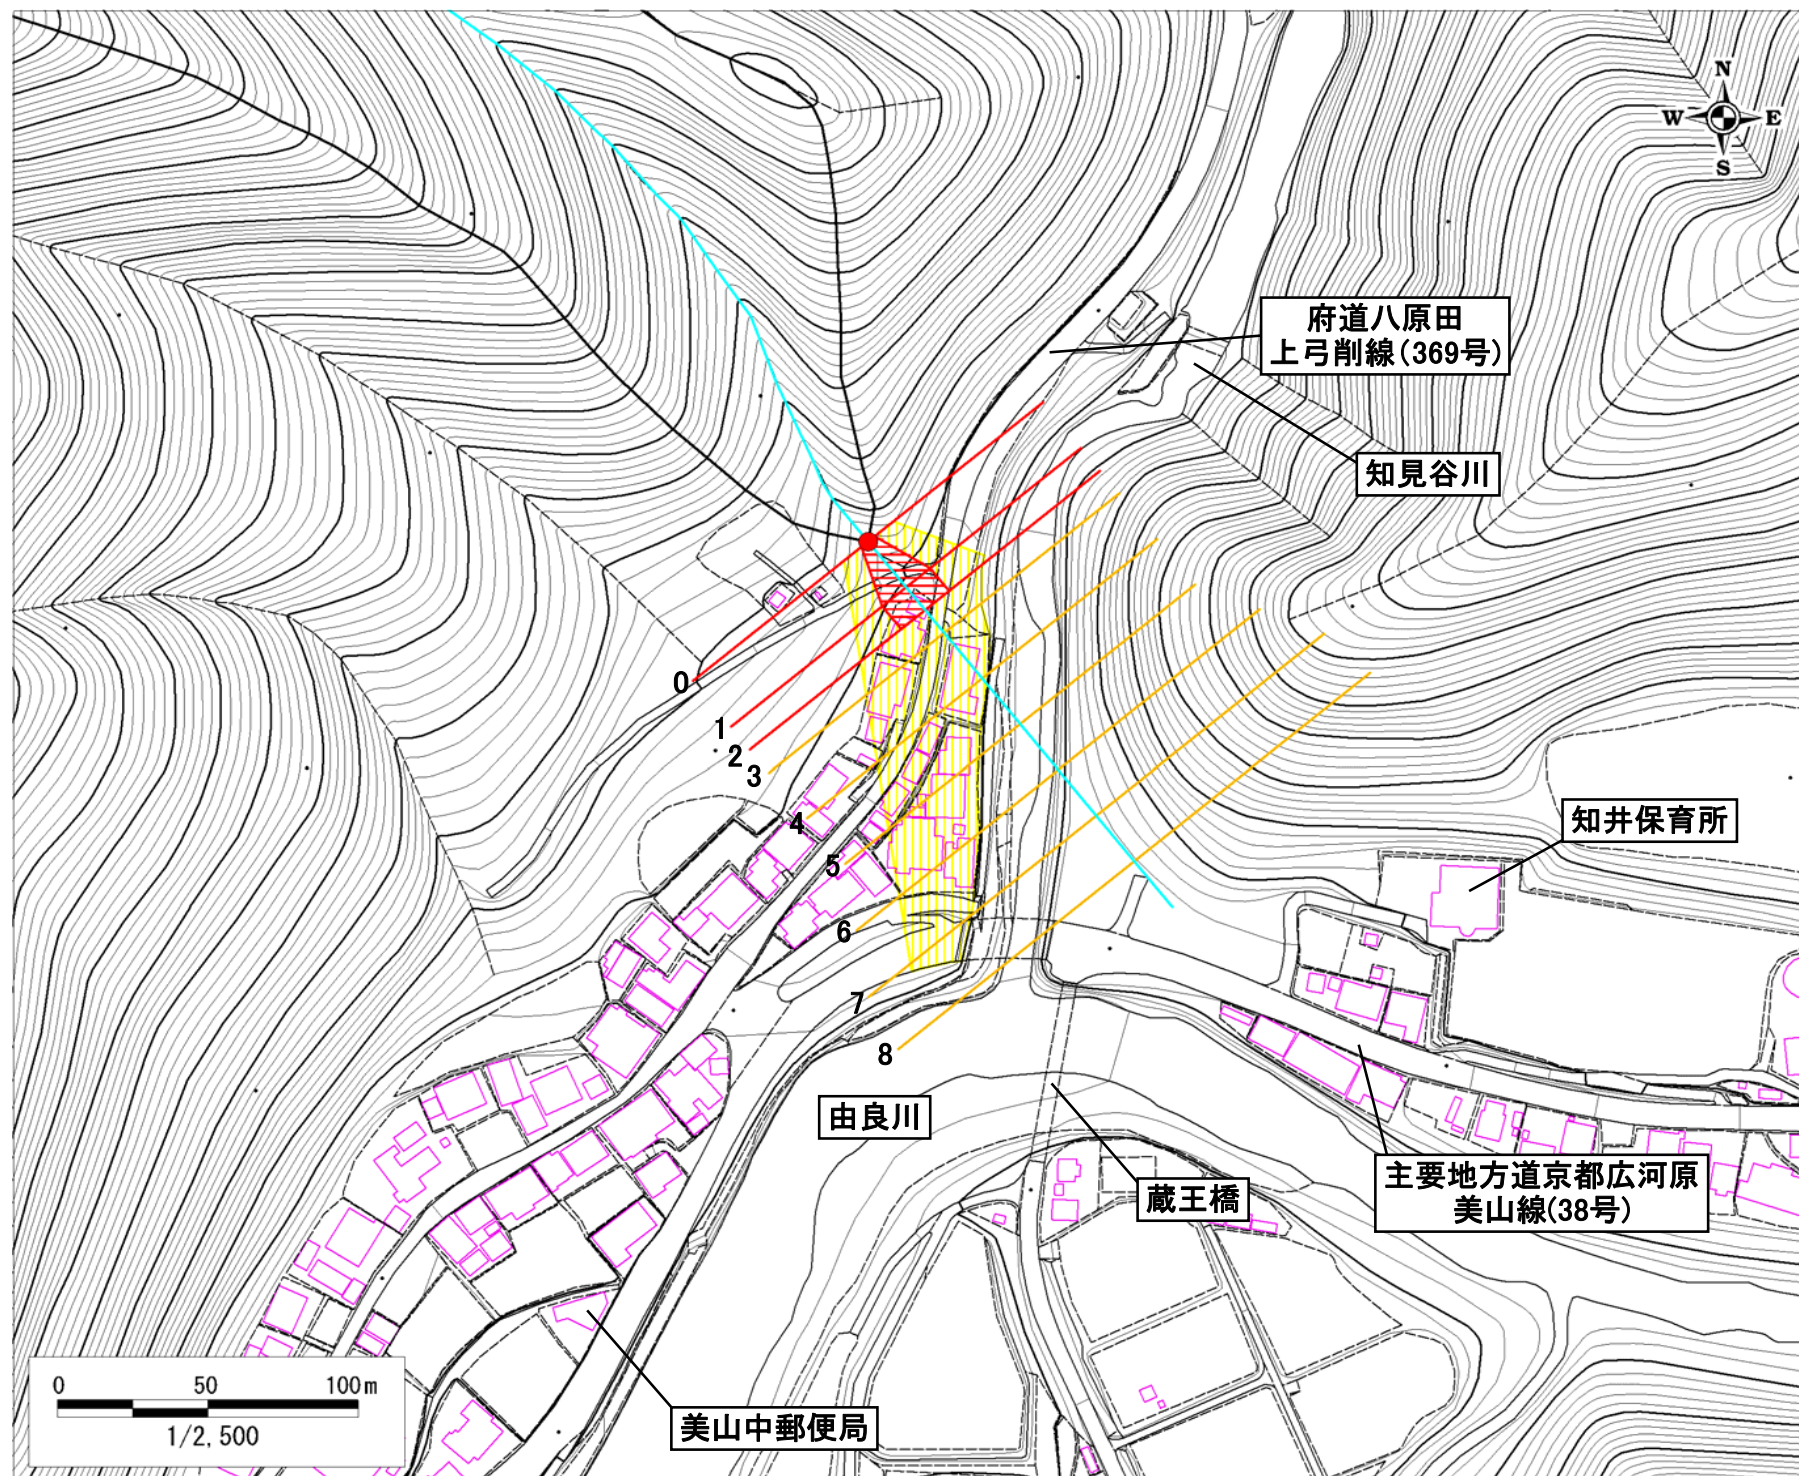 N
W E
S
府道八原田
上弓削線(369号)
知見谷川
0
1
2
3
4
5
6
7
8
知井保育所
由良川
蔵王橋
主要地方道京都広河原
美山線(38号)
美山中郵便局
0 50 100m
1/2,500